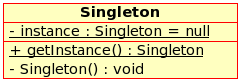 Singleton
- instance : Singleton = null
+ getInstance() : Singleton
- Singleton() : void